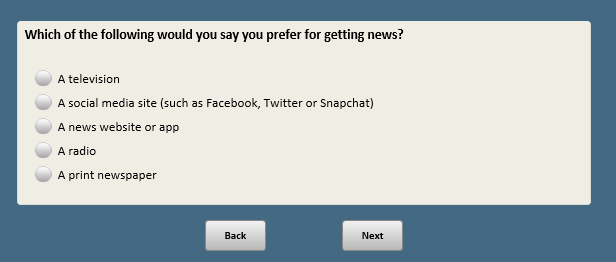 Which of the following would you say you prefer for getting news?
A television
A social media site (such as Facebook, Twitter or Snapchat)
A news website or app
A radio
A print newspaper
Back
Next